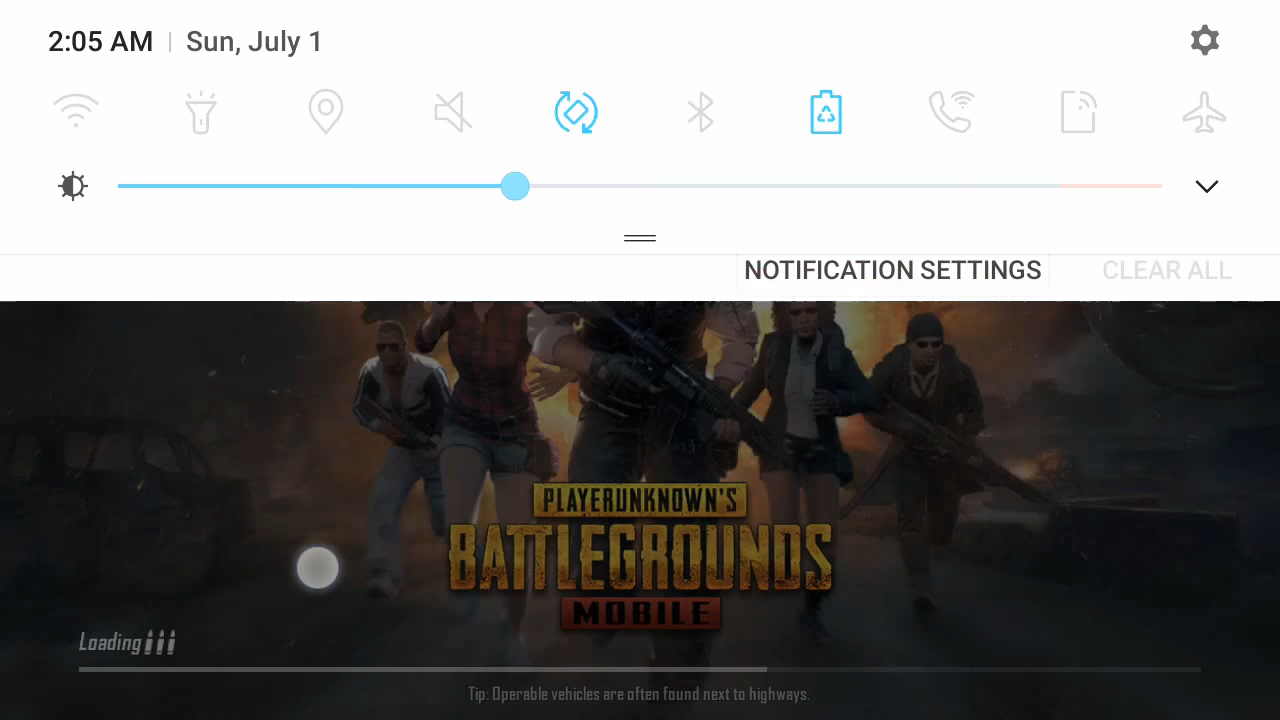 2:05 AM | Sun, July 1
NOTIFICATION SETTINGS CLEAR ALL
PLAYERUNKNOWN'S
BATTLEGROUNDS
MOBILE
Loading
Tip: Operable vehicles are often found next to highways.